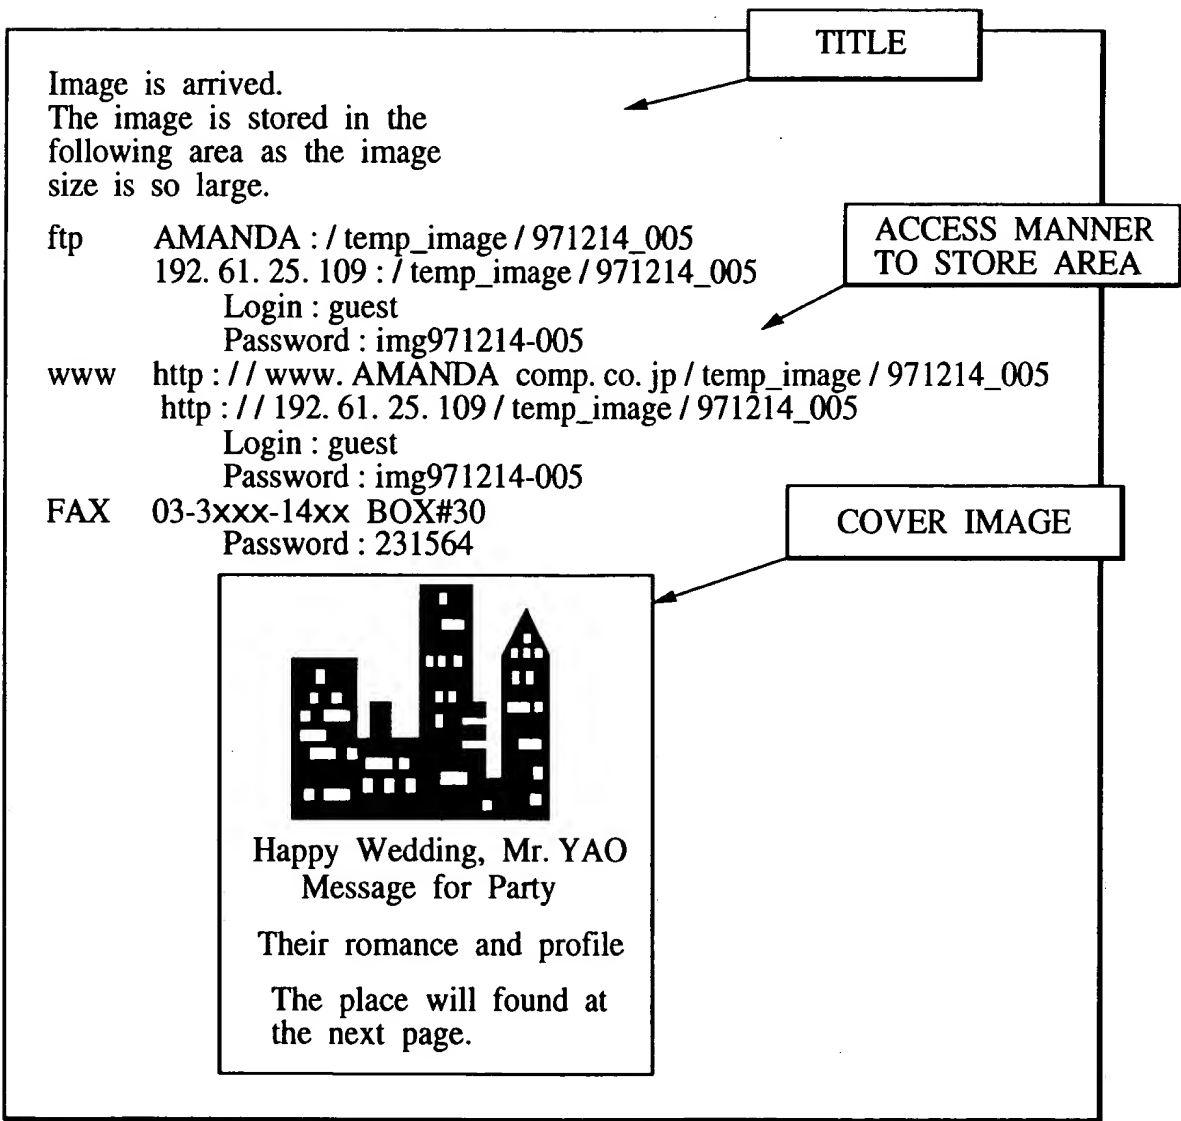 TITLE
Image is arrived.
The image is stored in the
following area as the image
size is so large.
ACCESS MANNER
TO STORE AREA
ftp AMANDA : / temp_image / 971214_005
192. 61. 25. 109 : / temp_image / 971214_005
Login : guest
Password : img971214-005
www http : / / www. AMANDA comp. co. jp / temp_image / 971214_005
http : / / 192. 61. 25. 109 / temp_image / 971214_005
Login : guest
Password : img971214-005
FAX 03-3xxx-14xx BOX#30
Password : 231564
COVER IMAGE
Happy Wedding, Mr. YAO
Message for Party
Their romance and profile
The place will found at
the next page.